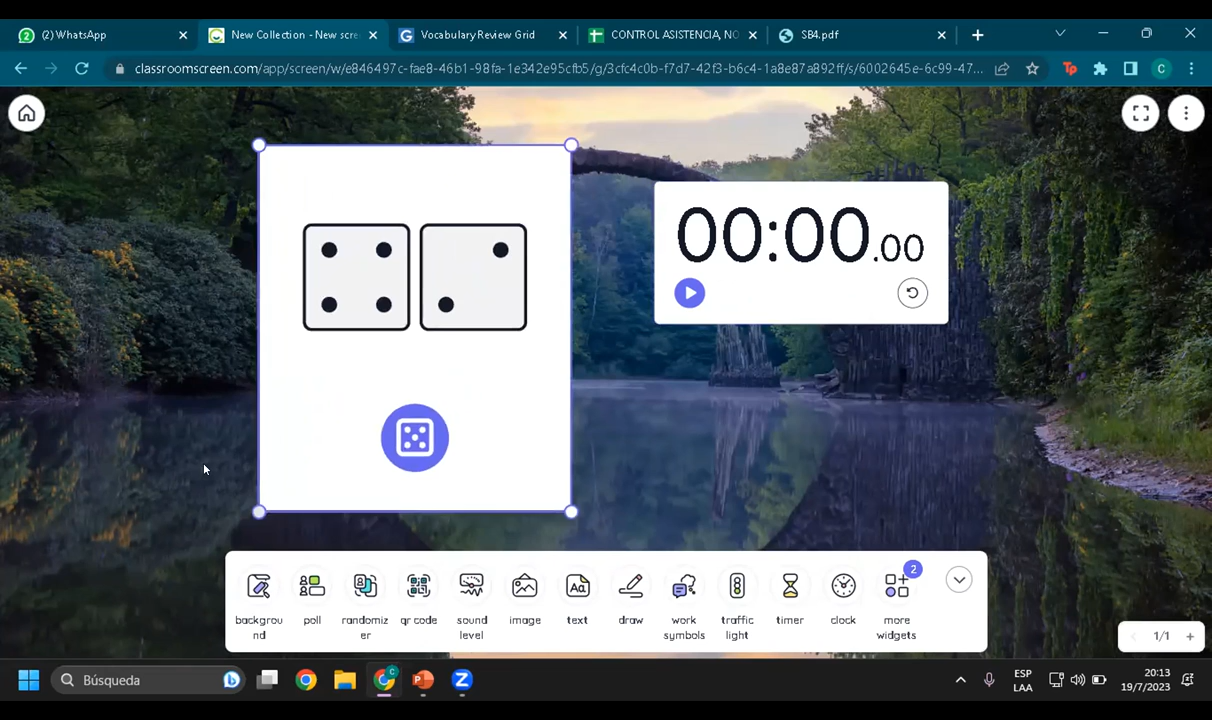 (2) WhatsApp
New Collection - New scre
Vocabulary Review Grid
CONTROL ASISTENCIA, NO
SB4.pdf
classroomscreen.com/app/screen/w/e846497c-fae8-46b1-98fa-1e342e95cfb5/g/3cfc4c0b-f7d7-42f3-b6c4-1a8e87a892ff/s/6002645e-6c99-47...
Tp
C
00:00.00
backgrou
nd
poll
randomiz
er
qr code
sound
level
image
text
draw
work
symbols
traffic
light
timer
clock
2
more
widgets
1/1
Búsqueda
ESP
LAA
20:13
19/7/2023